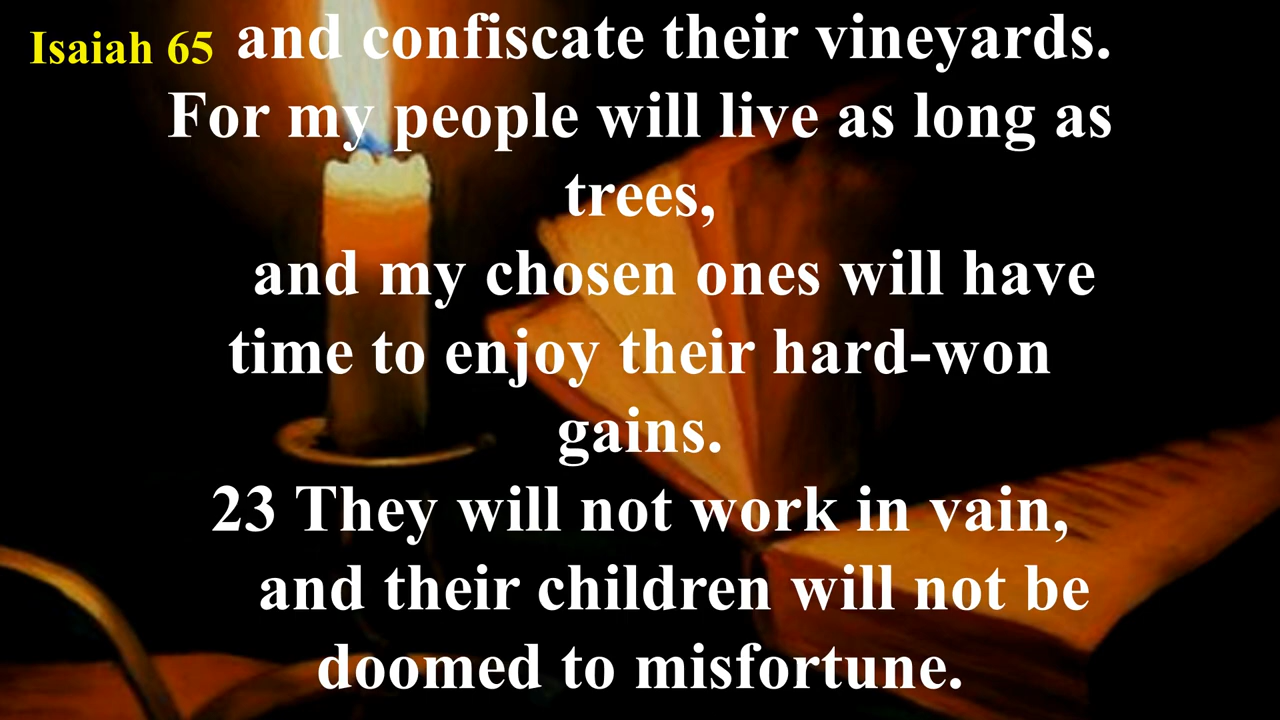 Isaiah 65
and confiscate their vineyards.
For my people will live as long as
trees,
and my chosen ones will have
time to enjoy their hard-won
gains.
23 They will not work in vain,
and their children will not be
doomed to misfortune.